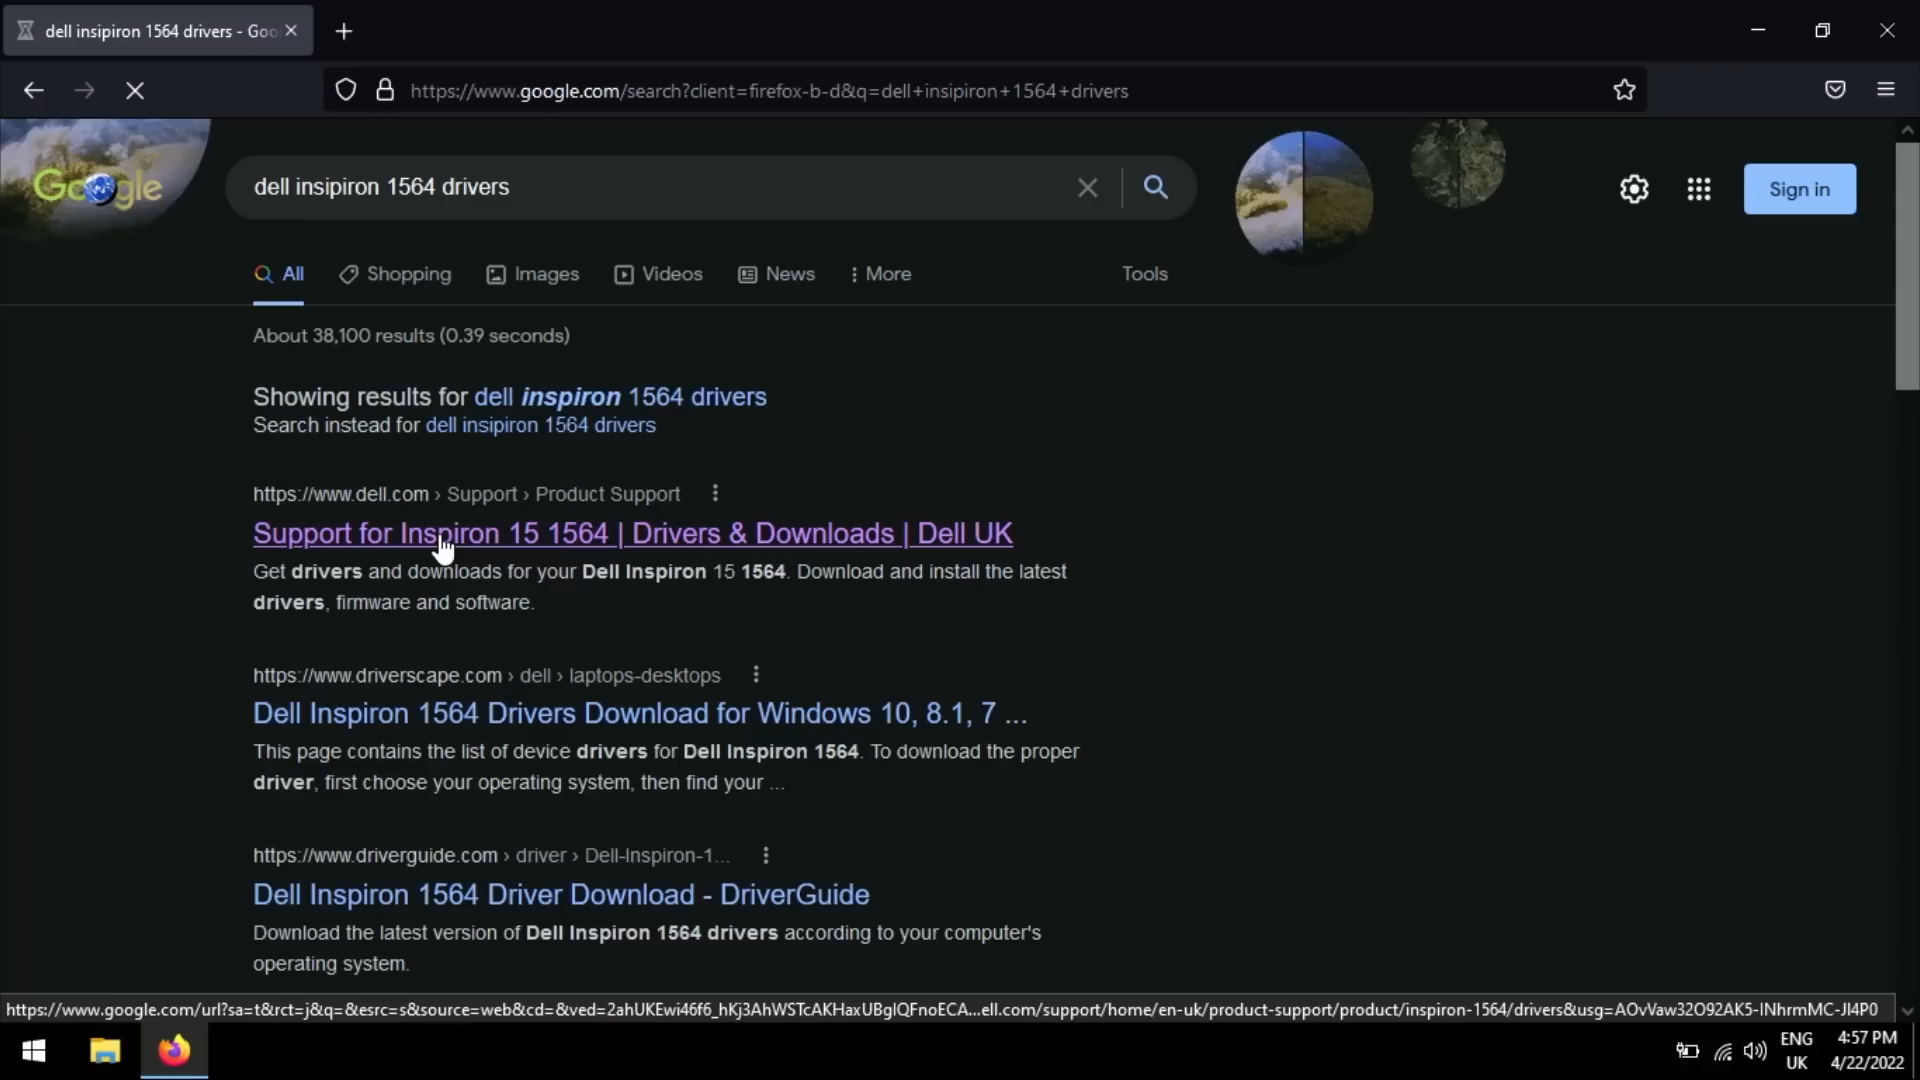 dell insipiron 1564 drivers - Goo
https://www.google.com/search?client=firefox-b-d&q=dell+insipiron+1564+drivers
Google
dell insipiron 1564 drivers
Sign in
All Shopping Images Videos News More Tools
About 38,100 results (0.39 seconds)
Showing results for dell inspiron 1564 drivers
Search instead for dell insipiron 1564 drivers
https://www.dell.com › Support › Product Support
Support for Inspiron 15 1564 | Drivers & Downloads | Dell UK
Get drivers and downloads for your Dell Inspiron 15 1564. Download and install the latest
drivers, firmware and software.
https://www.driverscape.com › dell › laptops-desktops
Dell Inspiron 1564 Drivers Download for Windows 10, 8.1, 7 ...
This page contains the list of device drivers for Dell Inspiron 1564. To download the proper
driver, first choose your operating system, then find your ...
https://www.driverguide.com › driver › Dell-Inspiron-1...
Dell Inspiron 1564 Driver Download - DriverGuide
Download the latest version of Dell Inspiron 1564 drivers according to your computer's
operating system.
https://www.google.com/url?sa=t&rct=j&q=&esrc=s&source=web&cd=&ved=2ahUKEwi46f6_hKj3AhWSTcAKHaxUBgIQFnoECA...ell.com/support/home/en-uk/product-support/product/inspiron-1564/drivers&usg=AOvVaw32O92AK5-INhrmMC-JI4P0
ENG 4:57 PM
UK 4/22/2022